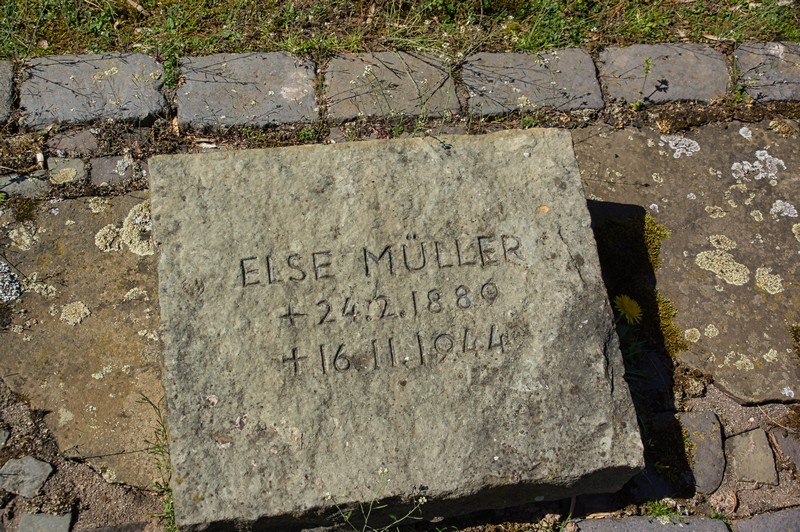 ELSE MÜLLER
+ 24.2.1880
+ 16.11.1944